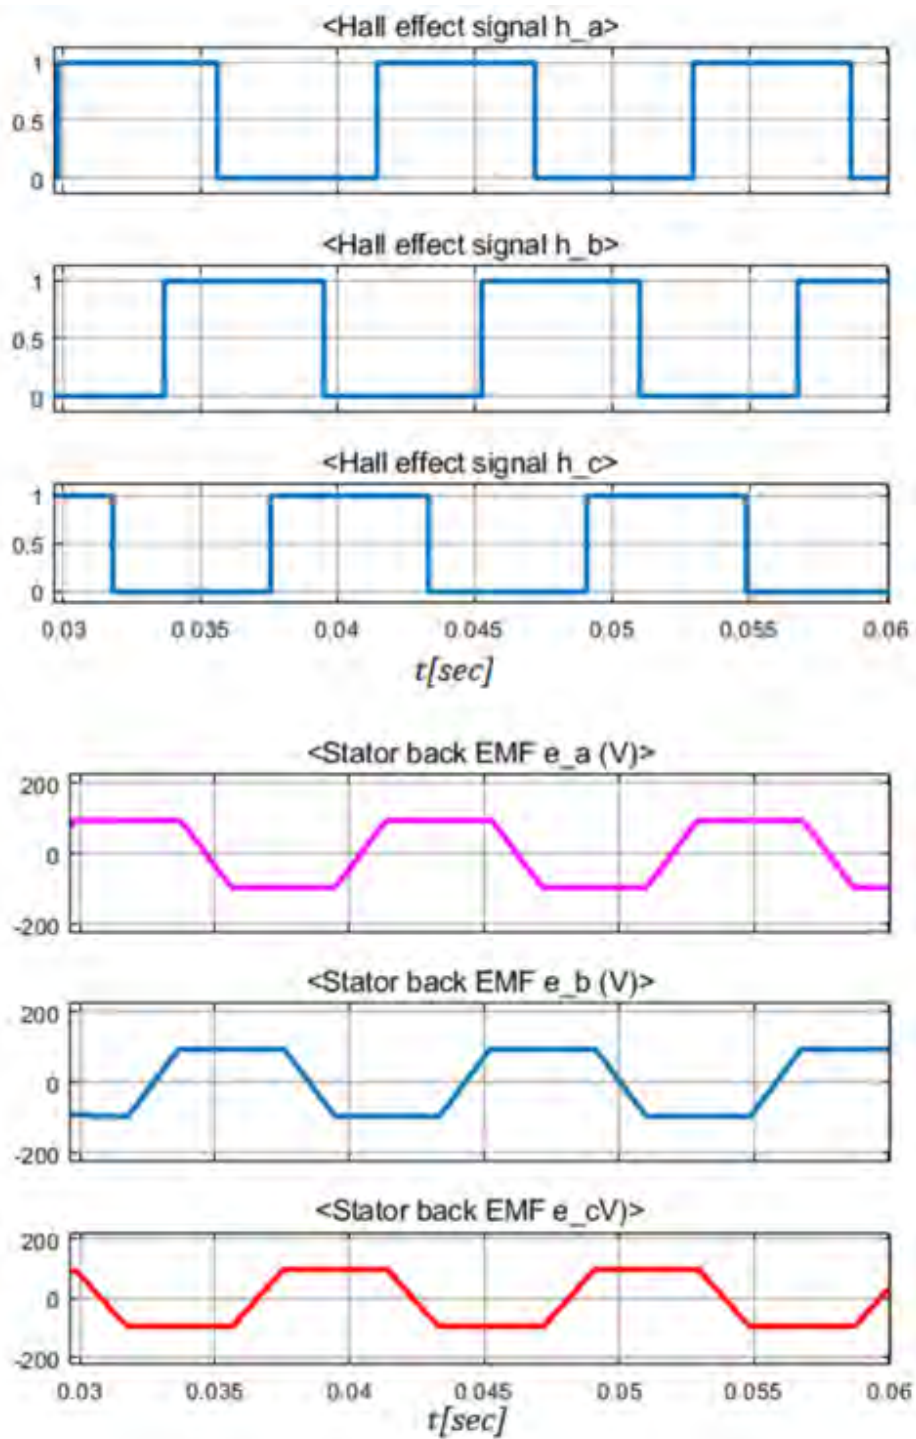 <Hall effect signal h_a>
1
0.5
0
<Hall effect signal h_b>
1
0.5
0
<Hall effect signal h_c>
1
0.5
0
0.03 0.035 0.04 0.045 0.05 0.055 0.06
t[sec]
<Stator back EMF e_a (V)>
200
0
-200
<Stator back EMF e_b (V)>
200
0
-200
<Stator back EMF e_cV)>
200
0
-200
0.03 0.035 0.04 0.045 0.05 0.055 0.06
t[sec]